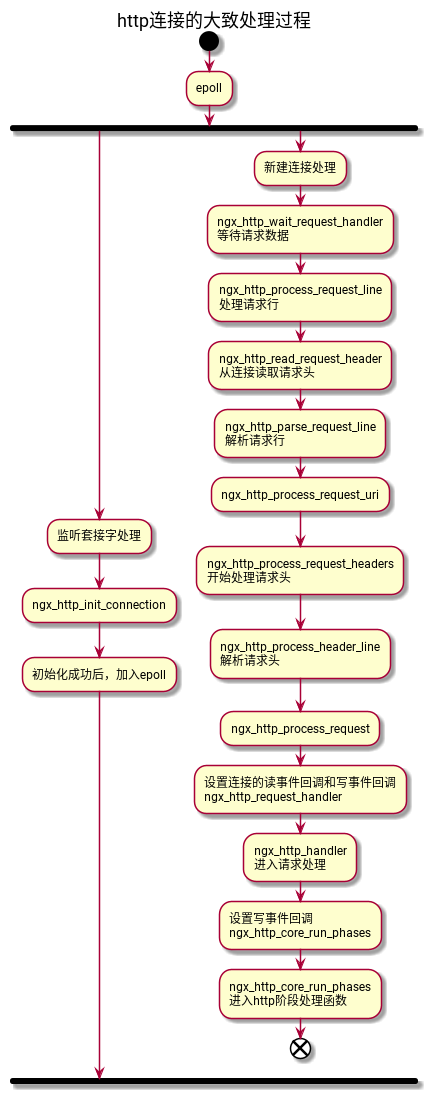 http连接的大致处理过程
epoll
新建连接处理
ngx_http_wait_request_handler
等待请求数据
ngx_http_process_request_line
处理请求行
ngx_http_read_request_header
从连接读取请求头
ngx_http_parse_request_line
解析请求行
ngx_http_process_request_uri
监听套接字处理
ngx_http_process_request_headers
开始处理请求头
ngx_http_init_connection
ngx_http_process_header_line
解析请求头
初始化成功后，加入epoll
ngx_http_process_request
设置连接的读事件回调和写事件回调
ngx_http_request_handler
ngx_http_handler
进入请求处理
设置写事件回调
ngx_http_core_run_phases
ngx_http_core_run_phases
进入http阶段处理函数